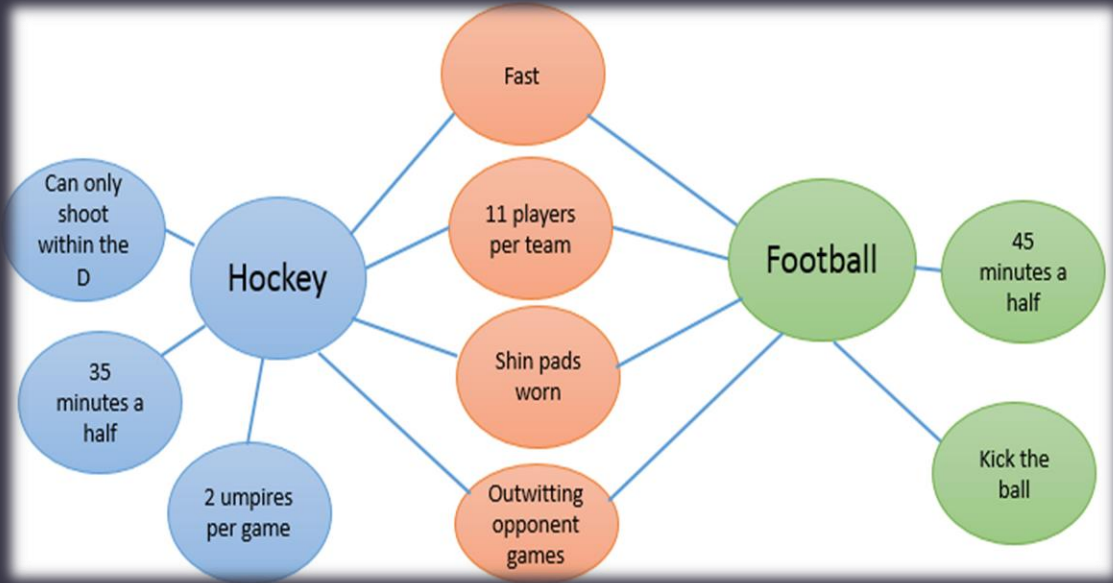 Fast
Can only
shoot
within the
D
Hockey
11 players
per team
Football
45
minutes a
half
35
minutes a
half
Shin pads
worn
2 umpires
per game
Outwitting
opponent
games
Kick the
ball